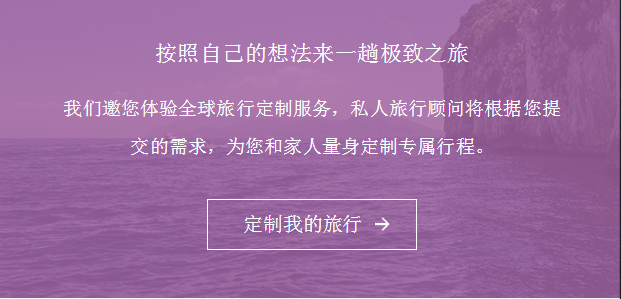 按照自己的想法来一趟极致之旅
我们邀您体验全球旅行定制服务，私人旅行顾问将根据您提
交的需求，为您和家人量身定制专属行程。
定制我的旅行 →